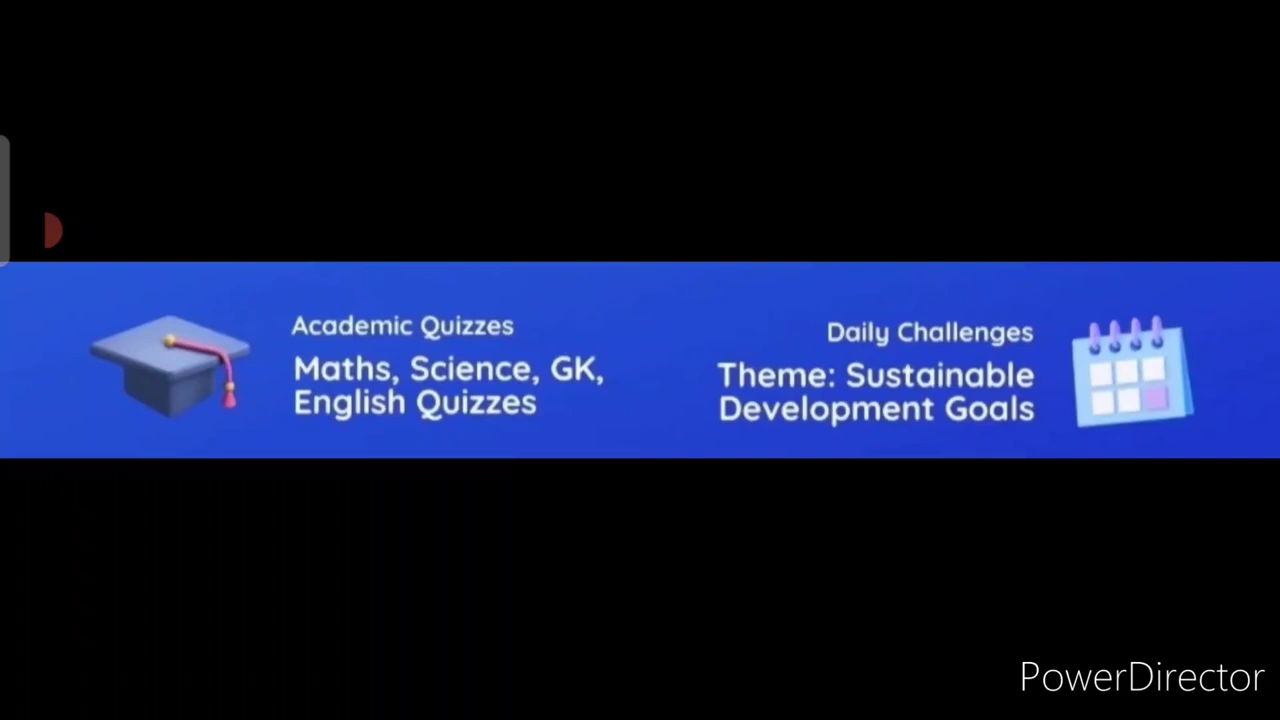 Academic Quizzes
Maths, Science, GK,
English Quizzes
Daily Challenges
Theme: Sustainable
Development Goals
PowerDirector